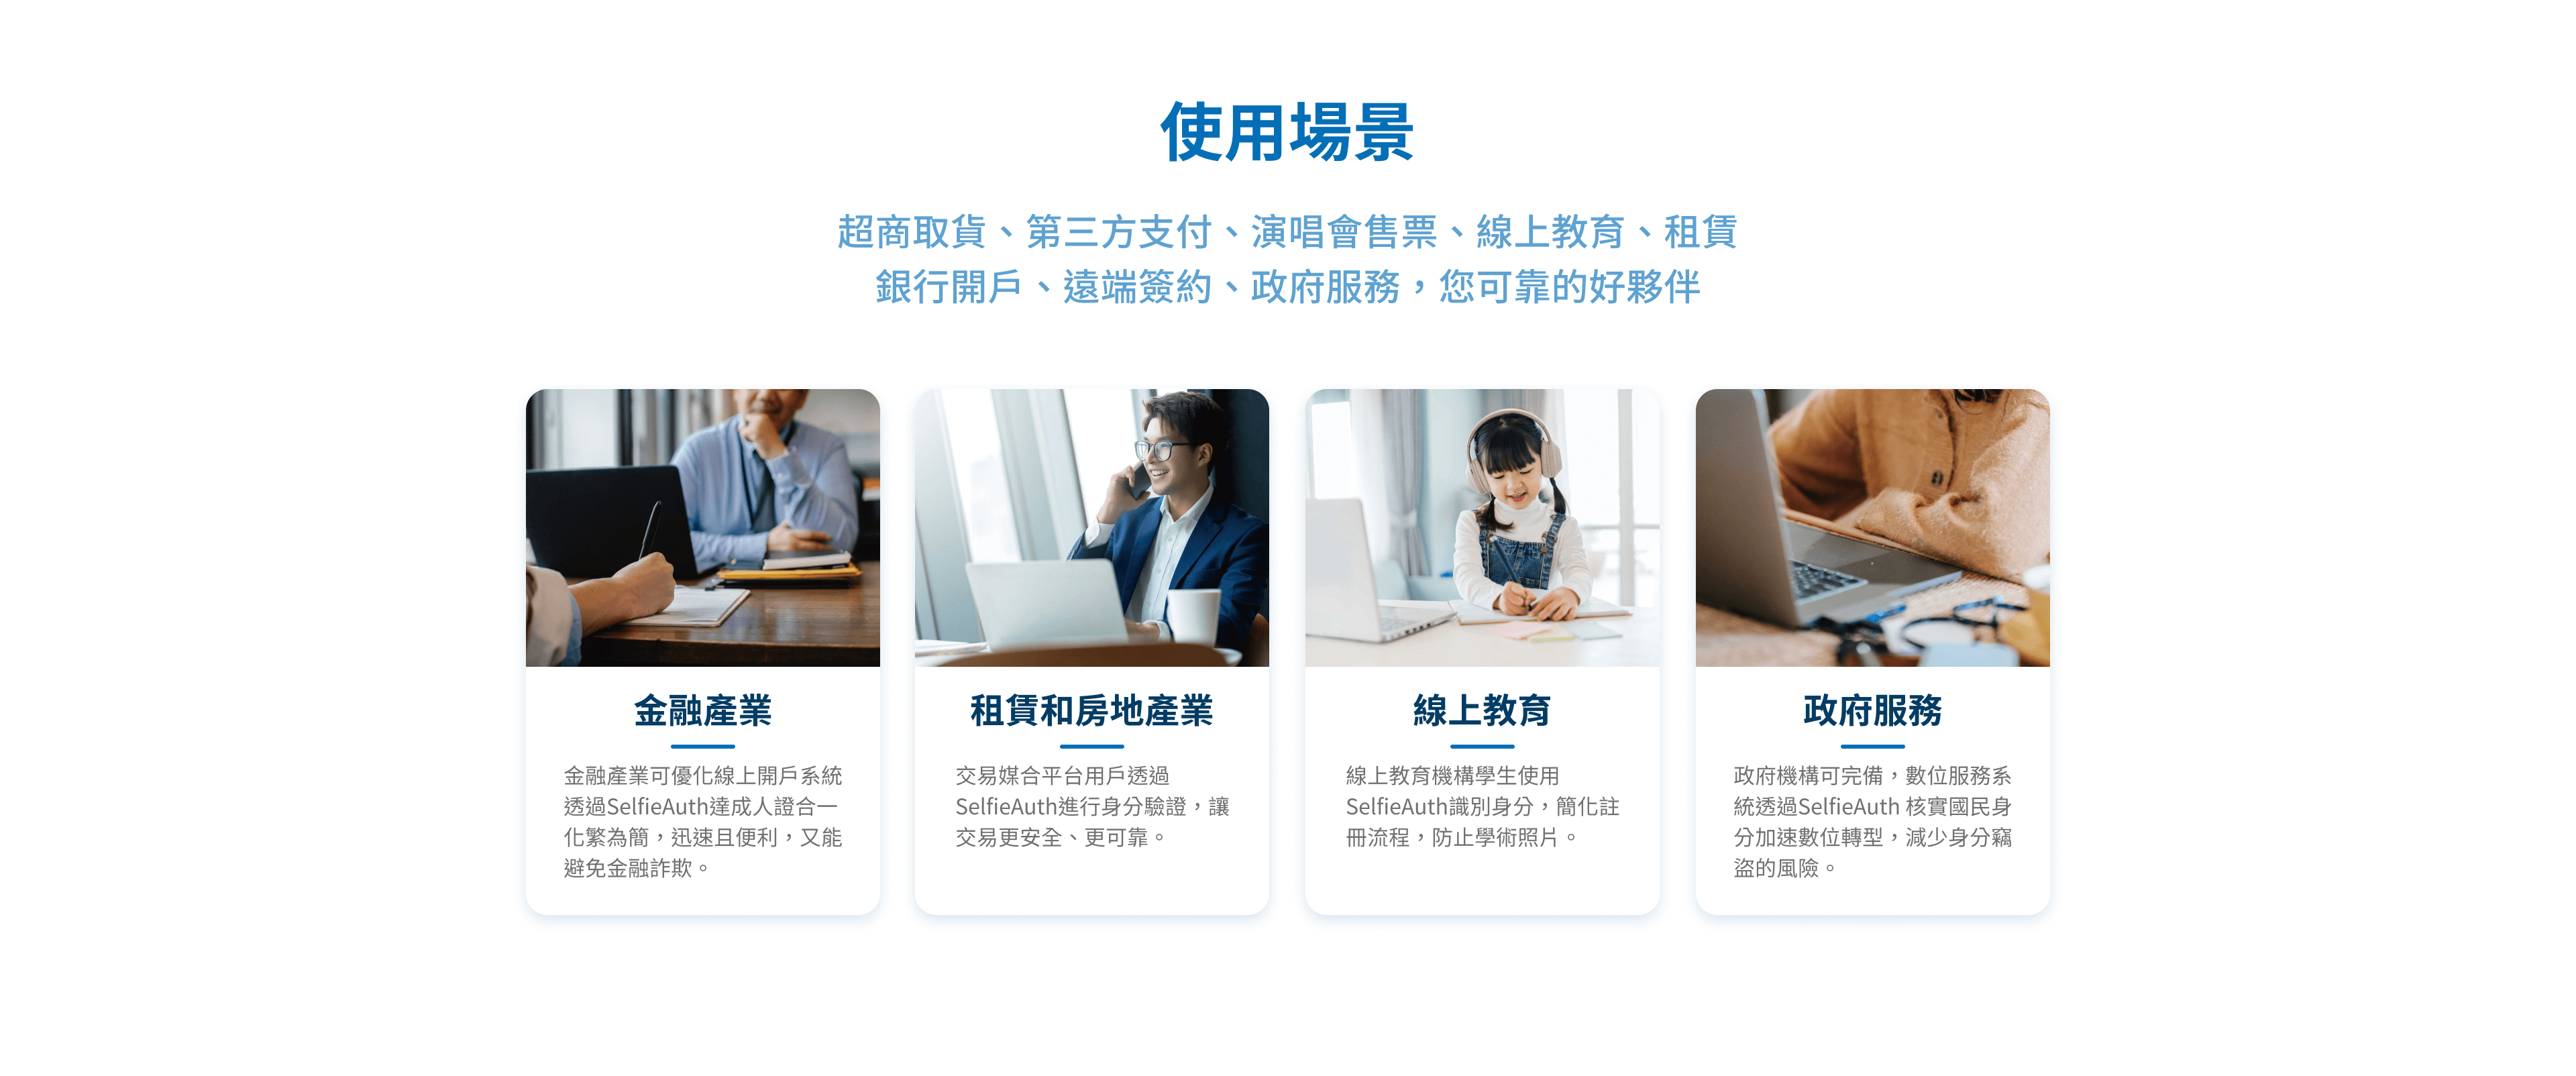 使用場景
超商取貨、第三方支付、演唱會售票、線上教育、租賃
銀行開戶、遠端簽約、政府服務，您可靠的好夥伴
金融產業
金融產業可優化線上開戶系統
透過SelfieAuth達成人證合一
化繁為簡，迅速且便利，又能
避免金融詐欺。
租賃和房地產業
交易媒合平台用戶透過
SelfieAuth進行身分驗證，讓
交易更安全、更可靠。
線上教育
線上教育機構學生使用
SelfieAuth識別身分，簡化註
冊流程，防止學術照片。
政府服務
政府機構可完備，數位服務系
統透過SelfieAuth 核實國民身
分加速數位轉型，減少身分竊
盜的風險。